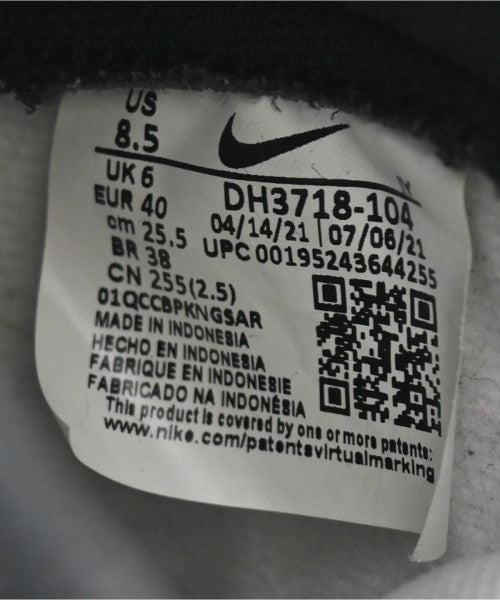 US
8.5
UK 6
EUR 40
cm 25.5
BR 38
CN 255(2.5)
DH3718-104
04/14/21 | 07/06/21
UPC 00195243644255
01QCCBPKNGSAR
MADE IN INDONESIA
HECHO EN INDONESIA
FABRIQUE EN INDONESIE
FABRICADO NA INDONÉSIA
This product is covered by one or more patents:
www.nike.com/patentsvirtualmarking